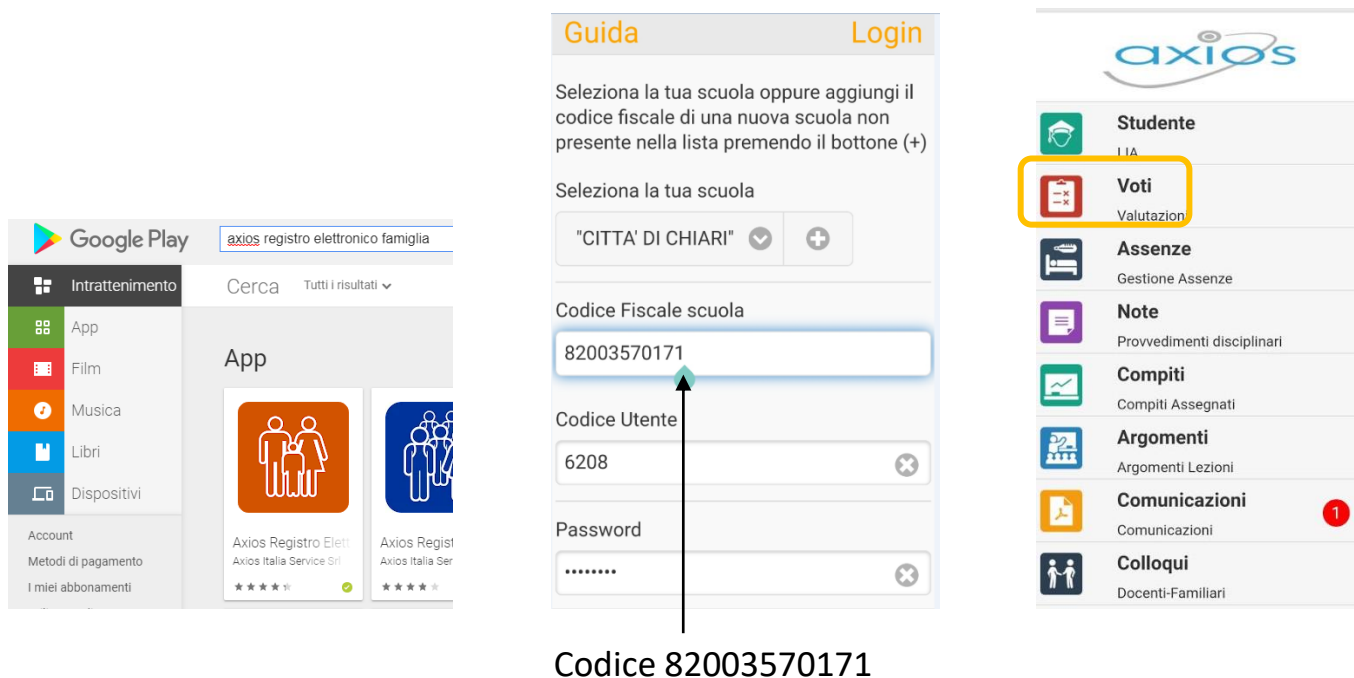 Google Play
axios registro elettronico famiglia
Intrattenimento
Cerca
Tutti i risultati
App
Film
Musica
Libri
Dispositivi
Account
Metodi di pagamento
I miei abbonamenti
App
Axios Registro Elett
Axios Italia Service Srl
Axios Regist
Axios Italia Ser
Guida
Login
Seleziona la tua scuola oppure aggiungi il
codice fiscale di una nuova scuola non
presente nella lista premendo il bottone (+)
Seleziona la tua scuola
"CITTA' DI CHIARI"
Codice Fiscale scuola
82003570171
Codice Utente
6208
Password
••••••••
Codice 82003570171
axios
Studente
LIA
Voti
Valutazion
Assenze
Gestione Assenze
Note
Provvedimenti disciplinari
Compiti
Compiti Assegnati
Argomenti
Argomenti Lezioni
Comunicazioni
Comunicazioni
1
Colloqui
Docenti-Familiari